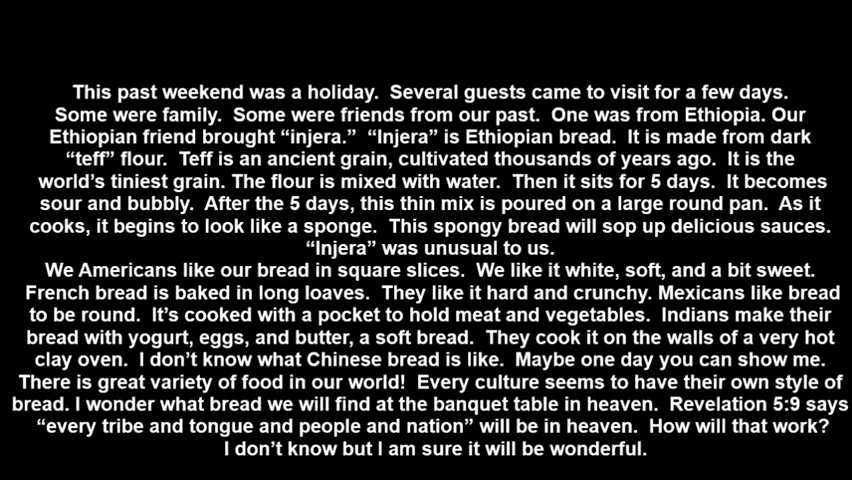 This past weekend was a holiday.  Several guests came to visit for a few days.
Some were family.  Some were friends from our past.  One was from Ethiopia. Our
Ethiopian friend brought “injera.”  “Injera” is Ethiopian bread.  It is made from dark
“teff” flour.  Teff is an ancient grain, cultivated thousands of years ago.  It is the
world’s tiniest grain. The flour is mixed with water.  Then it sits for 5 days.  It becomes
sour and bubbly.  After the 5 days, this thin mix is poured on a large round pan.  As it
cooks, it begins to look like a sponge.  This spongy bread will sop up delicious sauces.
“Injera” was unusual to us.
We Americans like our bread in square slices.  We like it white, soft, and a bit sweet.
French bread is baked in long loaves.  They like it hard and crunchy. Mexicans like bread
to be round.  It’s cooked with a pocket to hold meat and vegetables.  Indians make their
bread with yogurt, eggs, and butter, a soft bread.  They cook it on the walls of a very hot
clay oven.  I don’t know what Chinese bread is like.  Maybe one day you can show me.
There is great variety of food in our world!  Every culture seems to have their own style of
bread. I wonder what bread we will find at the banquet table in heaven.  Revelation 5:9 says
“every tribe and tongue and people and nation” will be in heaven.  How will that work?
I don’t know but I am sure it will be wonderful.